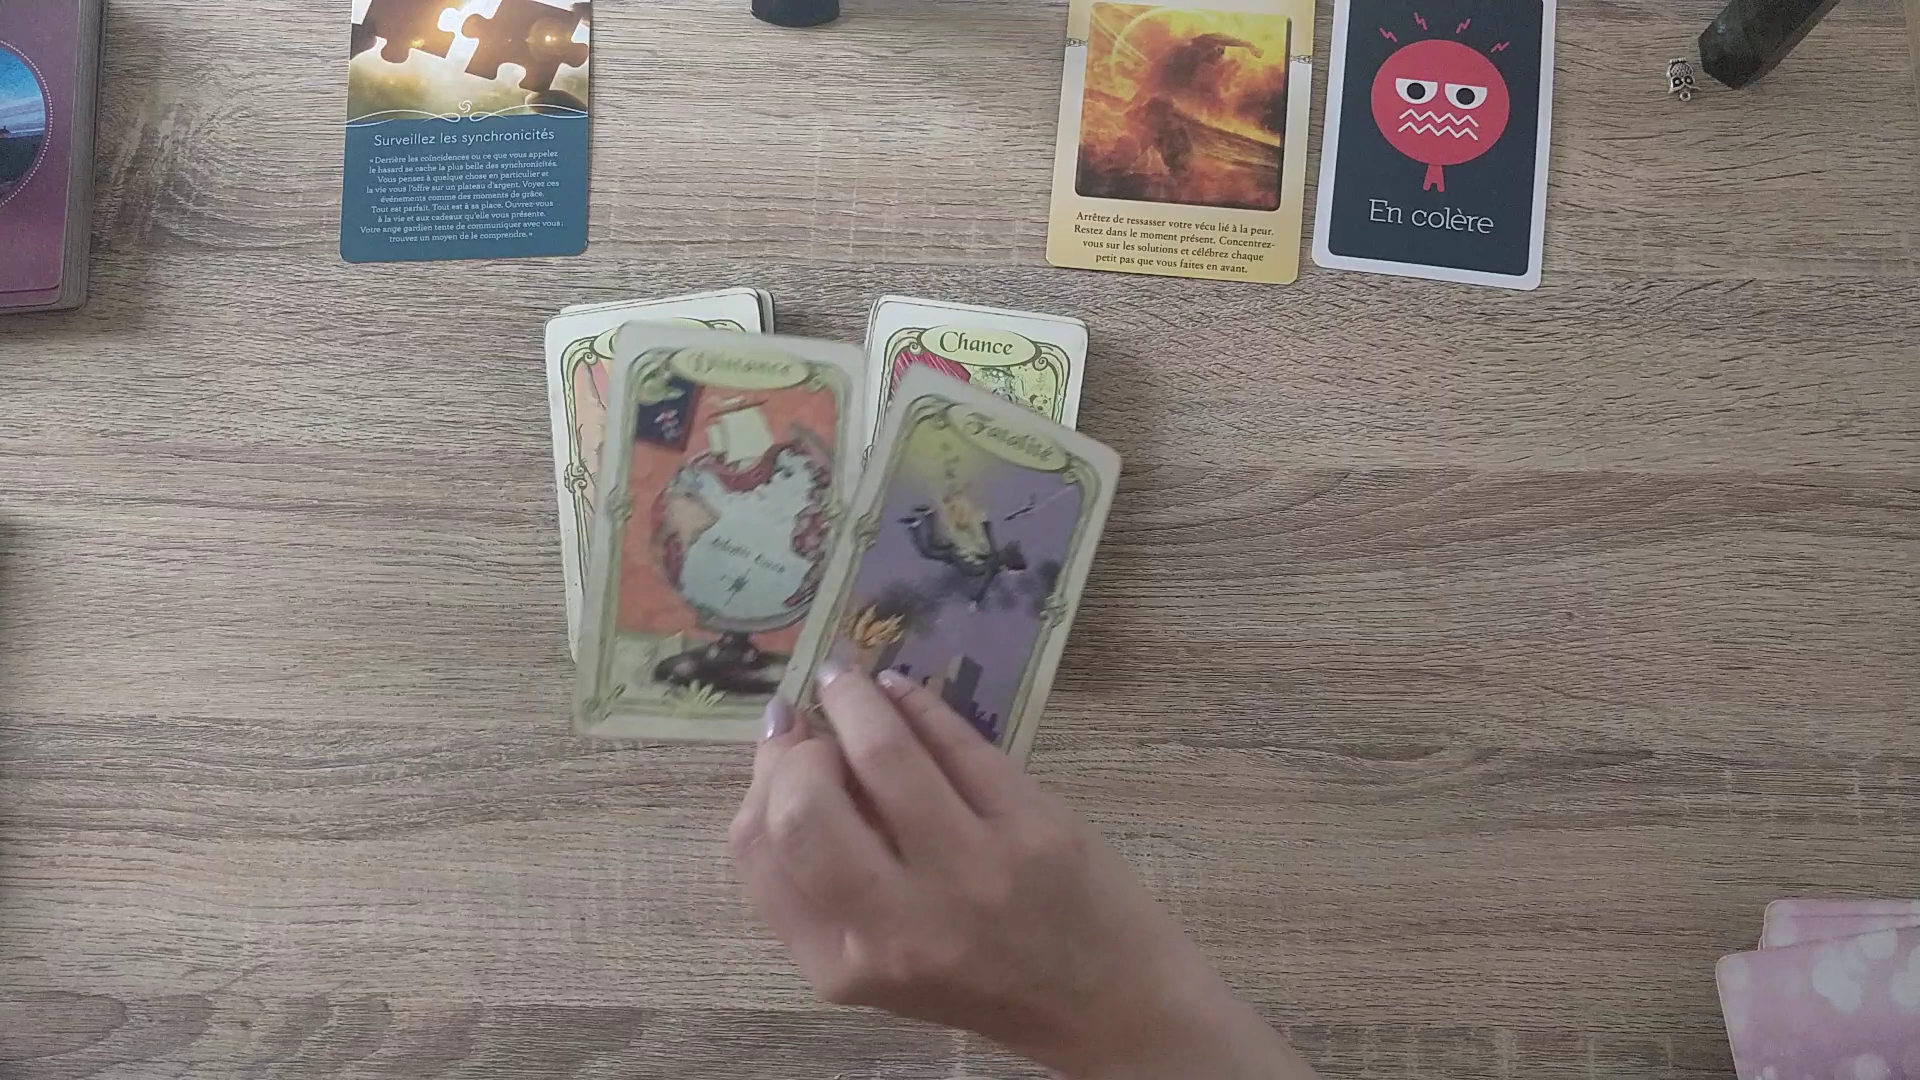 Surveillez les synchronicités
« Derrière les coïncidences ou ce que vous appelez
le hasard se cache la plus belle des synchronicités.
Vous pensez à quelque chose en particulier et
la vie vous l'offre sur un plateau d'argent. Voyez ces
événements comme des moments de grâce.
Tout est parfait. Tout est à sa place. Ouvrez-vous
à la vie et aux cadeaux qu'elle vous présente.
Votre ange gardien tente de communiquer avec vous :
trouvez un moyen de le comprendre. »
Arrêtez de ressasser votre vécu lié à la peur.
Restez dans le moment présent. Concentrez-
vous sur les solutions et célébrez chaque
petit pas que vous faites en avant.
En colère
Chance
Distance
Fatalité